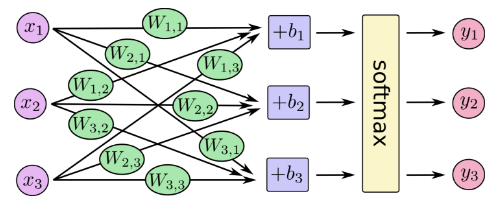 x1 W1,1 +b1 y1
W2,1 W1,3
W1,2
x2 W2,2 +b2 softmax y2
W3,2
W3,1
W2,3
x3 W3,3 +b3 y3